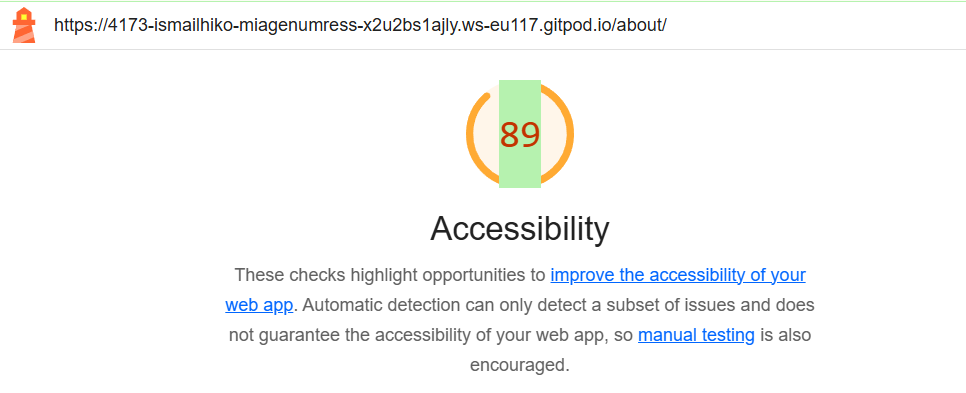 https://4173-ismailhiko-miagenumress-x2u2bs1ajly.ws-eu117.gitpod.io/about/
89
Accessibility
These checks highlight opportunities to improve the accessibility of your
web app. Automatic detection can only detect a subset of issues and does
not guarantee the accessibility of your web app, so manual testing is also
encouraged.